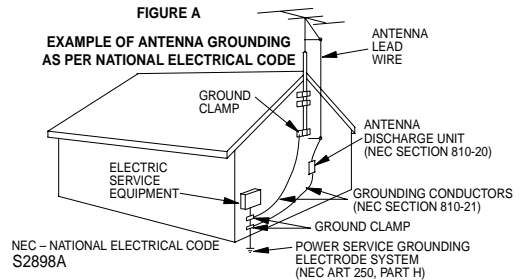 FIGURE A
EXAMPLE OF ANTENNA GROUNDING
AS PER NATIONAL ELECTRICAL CODE
ANTENNA
LEAD
WIRE
GROUND
CLAMP
ANTENNA
DISCHARGE UNIT
(NEC SECTION 810-20)
ELECTRIC
SERVICE
EQUIPMENT
GROUNDING CONDUCTORS
(NEC SECTION 810-21)
GROUND CLAMP
POWER SERVICE GROUNDING
ELECTRODE SYSTEM
(NEC ART 250, PART H)
NEC – NATIONAL ELECTRICAL CODE
S2898A